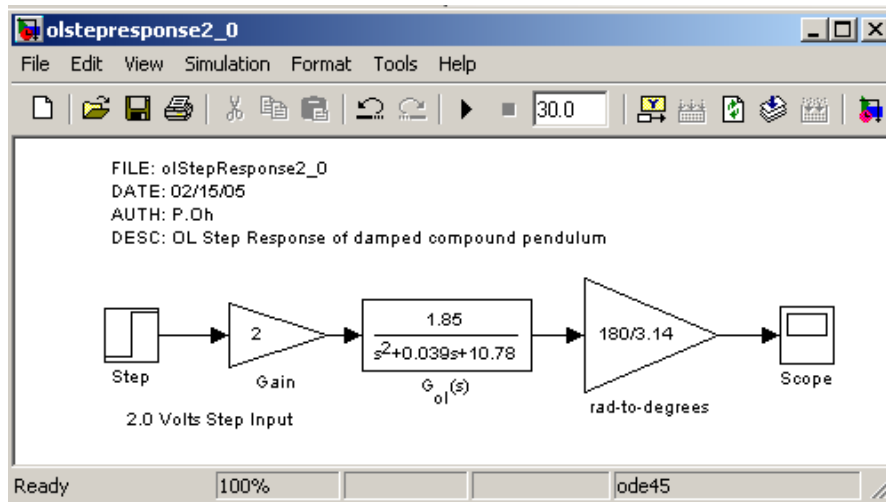 olstepresponse2_0
File Edit View Simulation Format Tools Help
30.0
FILE: olStepResponse2_0
DATE: 02/15/05
AUTH: P.Oh
DESC: OL Step Response of damped compound pendulum
2
1.85
s²+0.039s+10.78
180/3.14
Step
Gain
G_ol(s)
rad-to-degrees
Scope
2.0 Volts Step Input
Ready 100% ode45